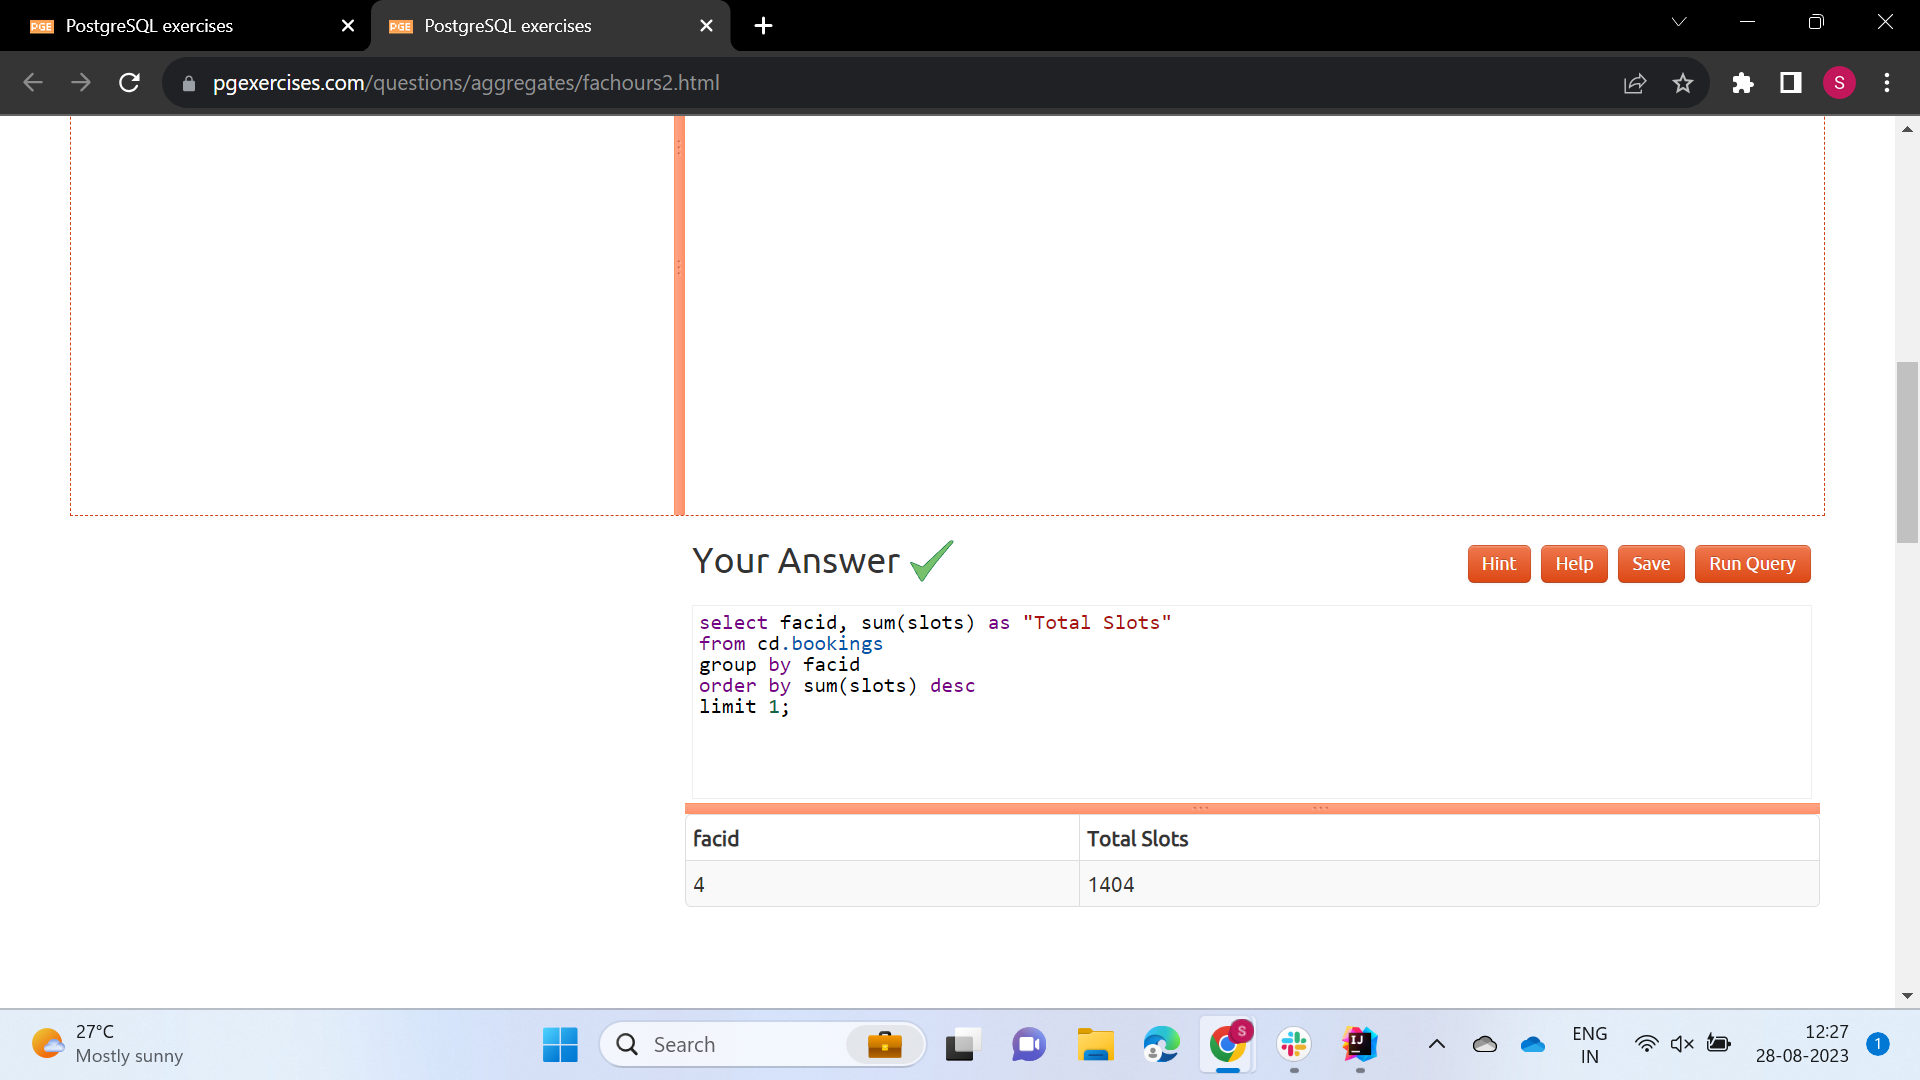 PGE PostgreSQL exercises
PGE PostgreSQL exercises
pgexercises.com/questions/aggregates/fachours2.html
S
Your Answer
Hint
Help
Save
Run Query
select facid, sum(slots) as "Total Slots"
from cd.bookings
group by facid
order by sum(slots) desc
limit 1;
facid
Total Slots
4
1404
27°C
Mostly sunny
Search
S
IJ
ENG
IN
12:27
28-08-2023
1